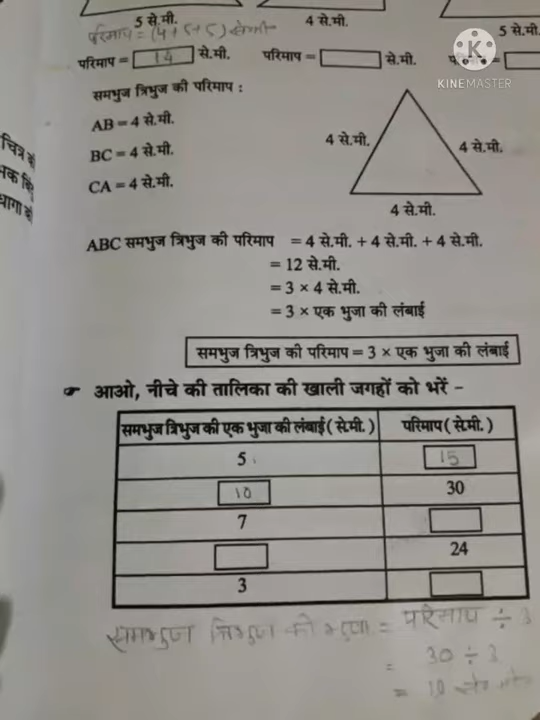 5 से.मी.
4 से.मी.
5 से.मी.
परिमाप = (4+5+5) सेमी
परिमाप = 14 से.मी.
परिमाप = से.मी.
KINEMASTER
समभुज त्रिभुज की परिमाप :
AB = 4 से.मी.
BC = 4 से.मी.
CA = 4 से.मी.
4 से.मी.
4 से.मी.
4 से.मी.
चित्र की
ABC समभुज त्रिभुज की परिमाप = 4 से.मी. + 4 से.मी. + 4 से.मी.
= 12 से.मी.
= 3 × 4 से.मी.
= 3 × एक भुजा की लंबाई
समभुज त्रिभुज की परिमाप = 3 × एक भुजा की लंबाई
☞ आओ, नीचे की तालिका की खाली जगहों को भरें -
समभुज त्रिभुज की एक भुजा की लंबाई ( से.मी. ) परिमाप ( से.मी. )
5 15
10 30
7
24
3
समभुज त्रिभुज की भुजा = परिमाप ÷ 3
= 30 ÷ 3
= 10